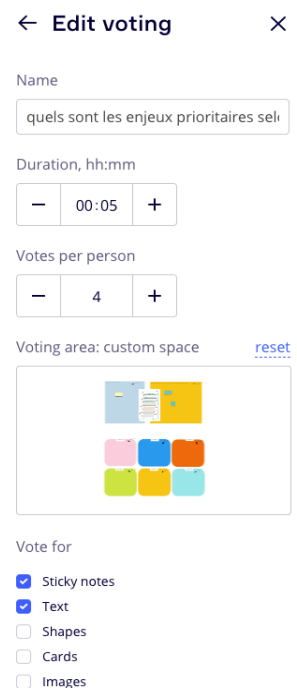 Edit voting
Name
quels sont les enjeux prioritaires sel
Duration, hh:mm
00:05
Votes per person
4
Voting area: custom space reset
Vote for
Sticky notes
Text
Shapes
Cards
Images